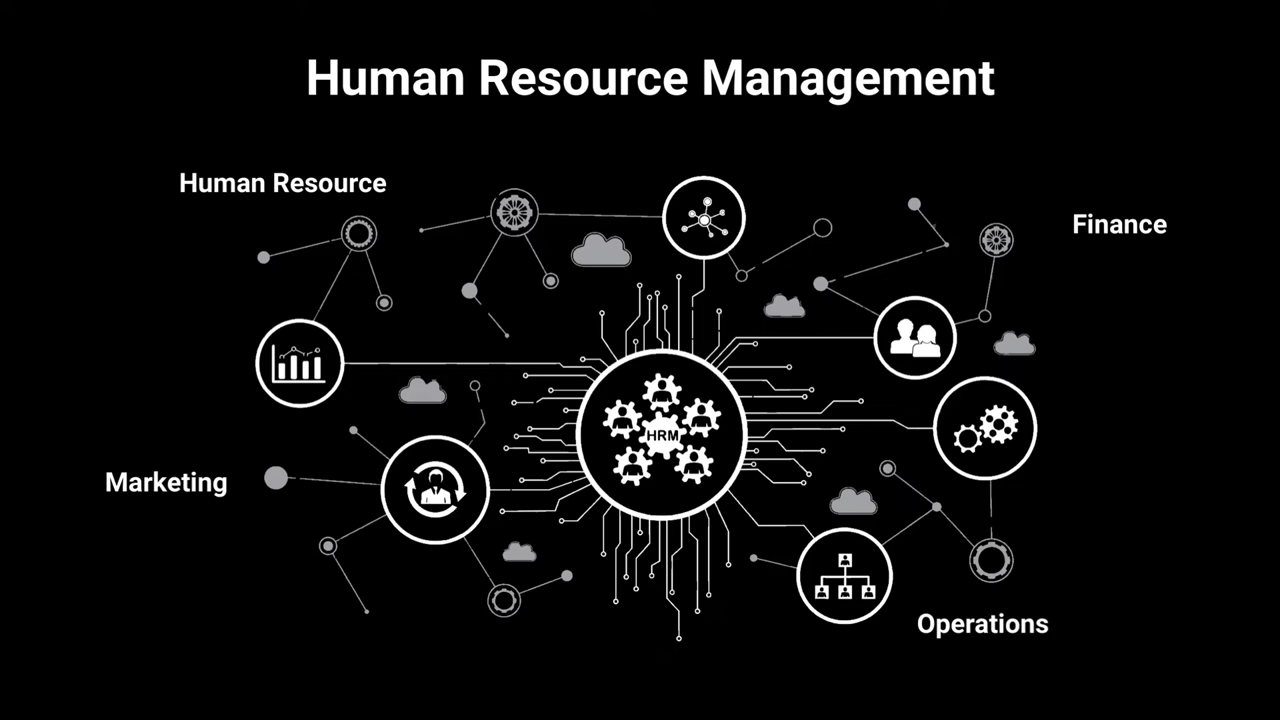 Human Resource Management
Human Resource
Finance
HRM
Marketing
Operations